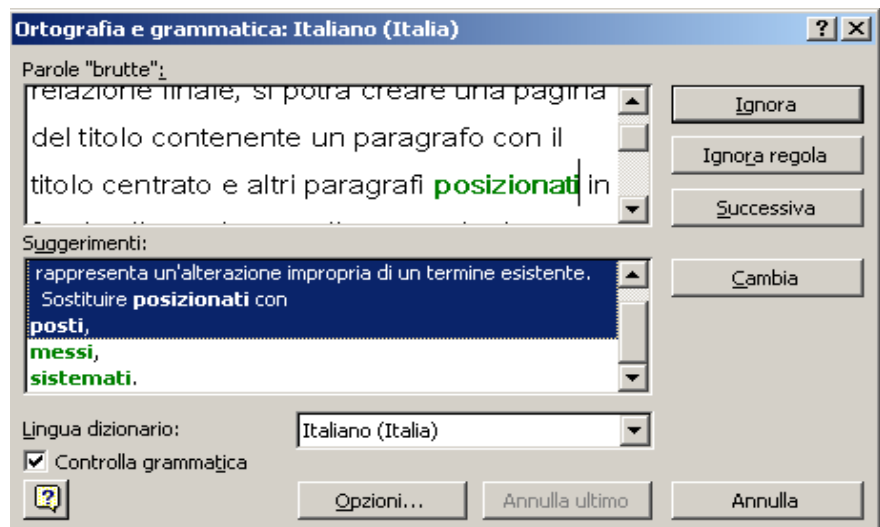 Ortografia e grammatica: Italiano (Italia)
Parole "brutte":
relazione finale, si potrà creare una pagina
del titolo contenente un paragrafo con il
titolo centrato e altri paragrafi posizionati in
Ignora
Ignora regola
Successiva
Suggerimenti:
rappresenta un'alterazione impropria di un termine esistente.
Sostituire posizionati con
posti,
messi,
sistemati.
Cambia
Lingua dizionario:
Italiano (Italia)
Controlla grammatica
Opzioni...
Annulla ultimo
Annulla